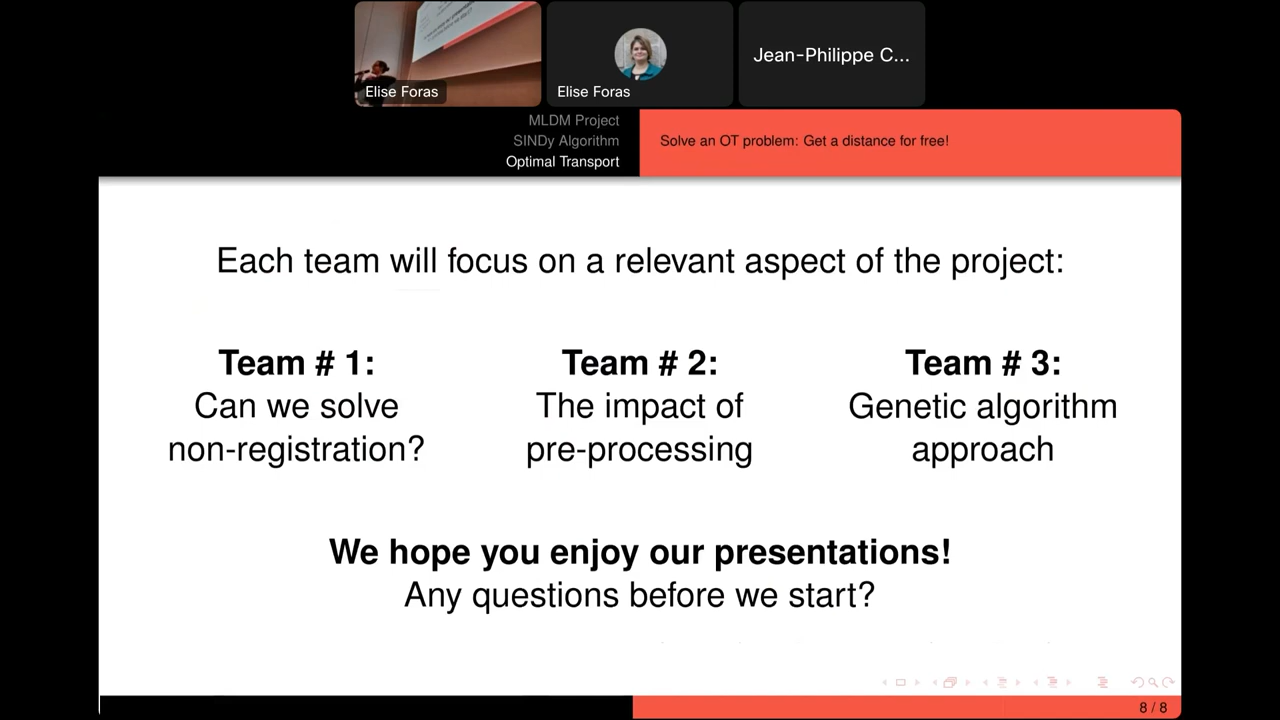 Elise Foras
Elise Foras
Jean-Philippe C...
MLDM Project
SINDy Algorithm
Optimal Transport
Solve an OT problem: Get a distance for free!
Each team will focus on a relevant aspect of the project:
Team # 1:
Can we solve
non-registration?
Team # 2:
The impact of
pre-processing
Team # 3:
Genetic algorithm
approach
We hope you enjoy our presentations!
Any questions before we start?
8 / 8